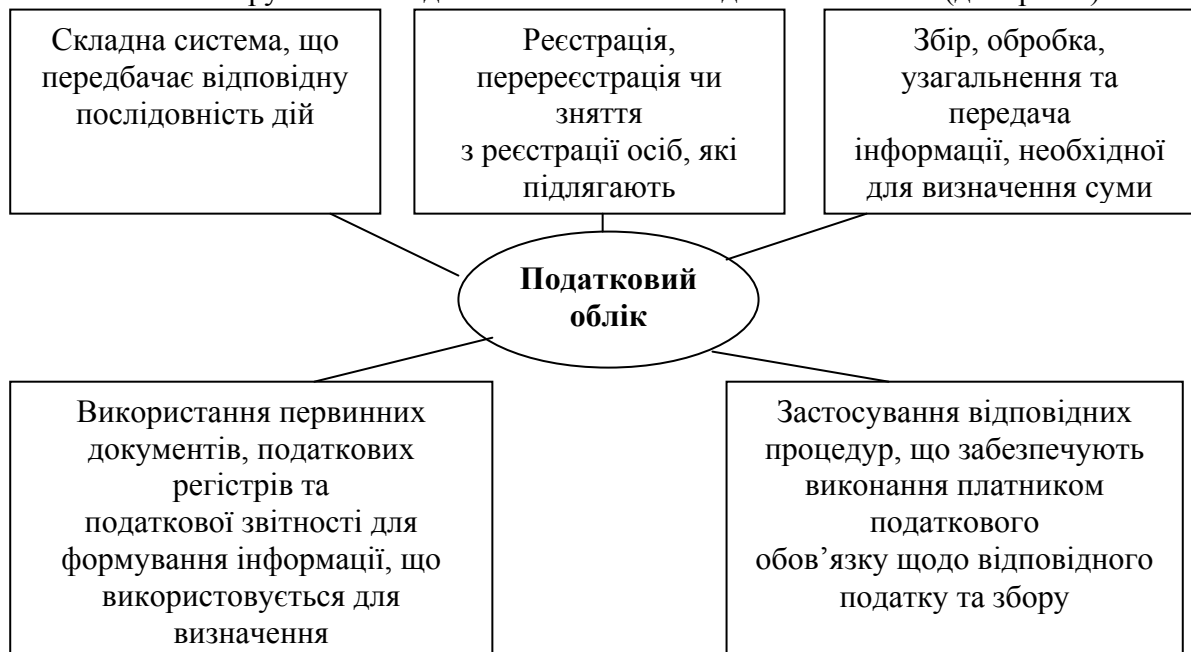 Складна система, що
передбачає відповідну
послідовність дій
Реєстрація,
перереєстрація чи
зняття
з реєстрації осіб, які
підлягають
Збір, обробка,
узагальнення та
передача
інформації, необхідної
для визначення суми
Податковий
облік
Використання первинних
документів, податкових
регістрів та
податкової звітності для
формування інформації, що
використовується для
визначення
Застосування відповідних
процедур, що забезпечують
виконання платником
податкового
обов’язку щодо відповідного
податку та збору